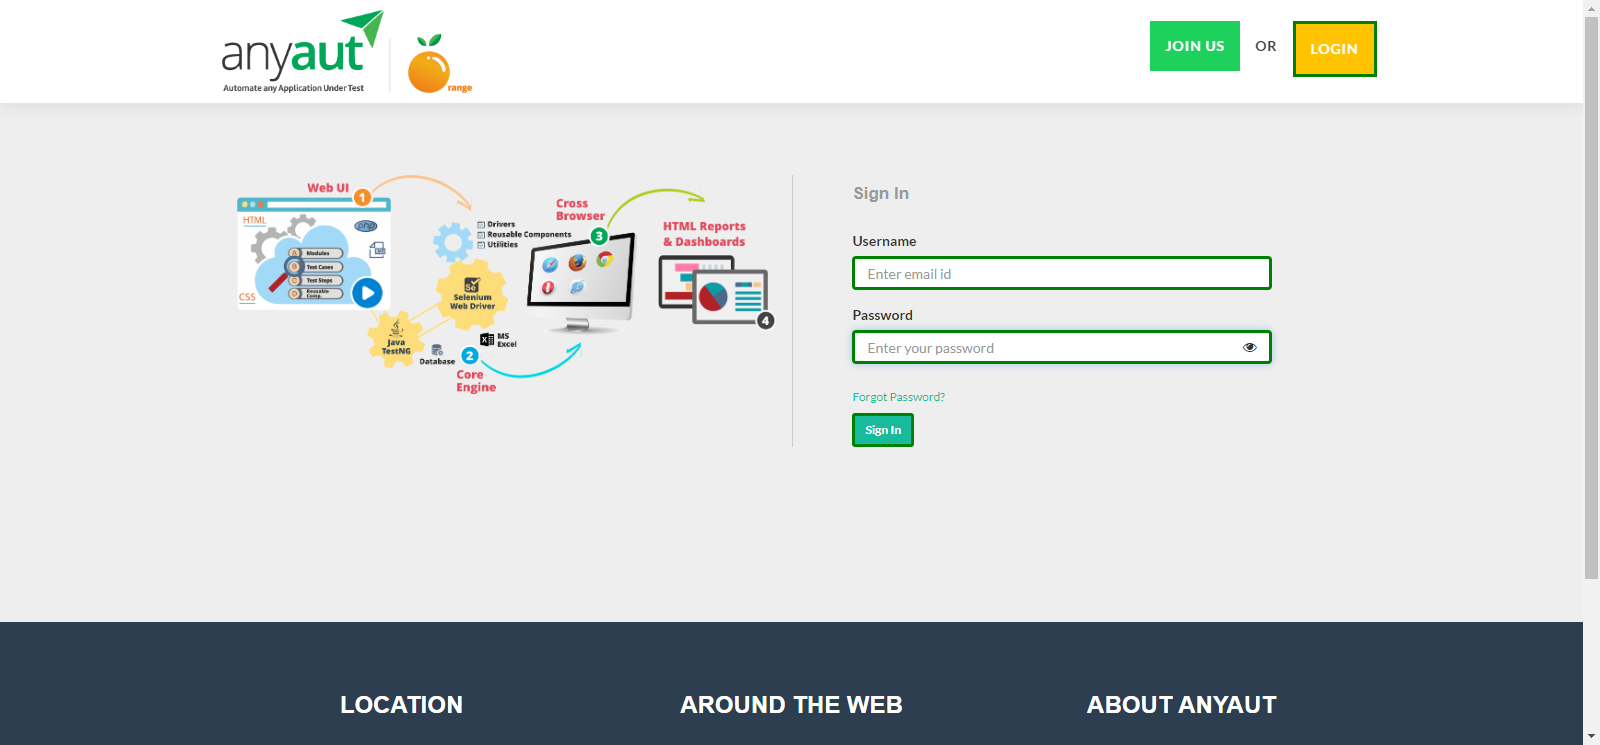 anyaut
Automate any Application Under Test
range
JOIN US
OR
LOGIN
Web UI
1
HTML
php
A Modules
B Test Cases
C Test Steps
D Reusable
Comp..
CSS
Drivers
Reusable Components
Utilities
Se
Selenium
Web Driver
Java
TestNG
Database
MS
Excel
2
Core
Engine
Cross
Browser
3
HTML Reports
& Dashboards
4
Sign In
Username
Enter email id
Password
Enter your password
Forgot Password?
Sign In
LOCATION
AROUND THE WEB
ABOUT ANYAUT